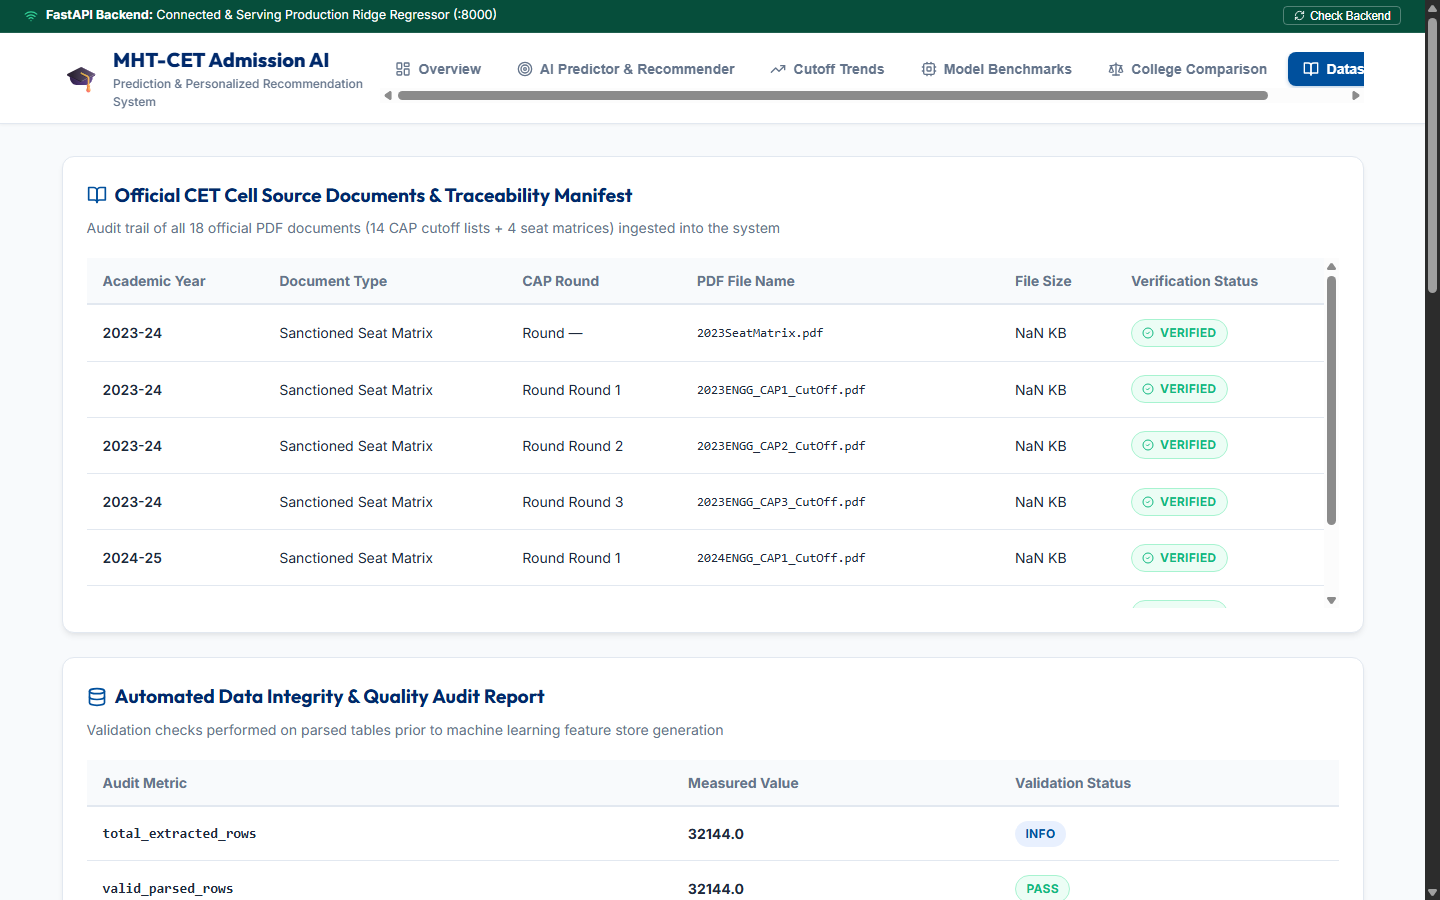 FastAPI Backend: Connected & Serving Production Ridge Regressor (:8000)
Check Backend
MHT-CET Admission AI
Prediction & Personalized Recommendation
System
Overview
AI Predictor & Recommender
Cutoff Trends
Model Benchmarks
College Comparison
Datas
Official CET Cell Source Documents & Traceability Manifest
Audit trail of all 18 official PDF documents (14 CAP cutoff lists + 4 seat matrices) ingested into the system
Academic Year Document Type CAP Round PDF File Name File Size Verification Status
2023-24 Sanctioned Seat Matrix Round — 2023SeatMatrix.pdf NaN KB VERIFIED
2023-24 Sanctioned Seat Matrix Round Round 1 2023ENGG_CAP1_CutOff.pdf NaN KB VERIFIED
2023-24 Sanctioned Seat Matrix Round Round 2 2023ENGG_CAP2_CutOff.pdf NaN KB VERIFIED
2023-24 Sanctioned Seat Matrix Round Round 3 2023ENGG_CAP3_CutOff.pdf NaN KB VERIFIED
2024-25 Sanctioned Seat Matrix Round Round 1 2024ENGG_CAP1_CutOff.pdf NaN KB VERIFIED
Automated Data Integrity & Quality Audit Report
Validation checks performed on parsed tables prior to machine learning feature store generation
Audit Metric Measured Value Validation Status
total_extracted_rows 32144.0 INFO
valid_parsed_rows 32144.0 PASS